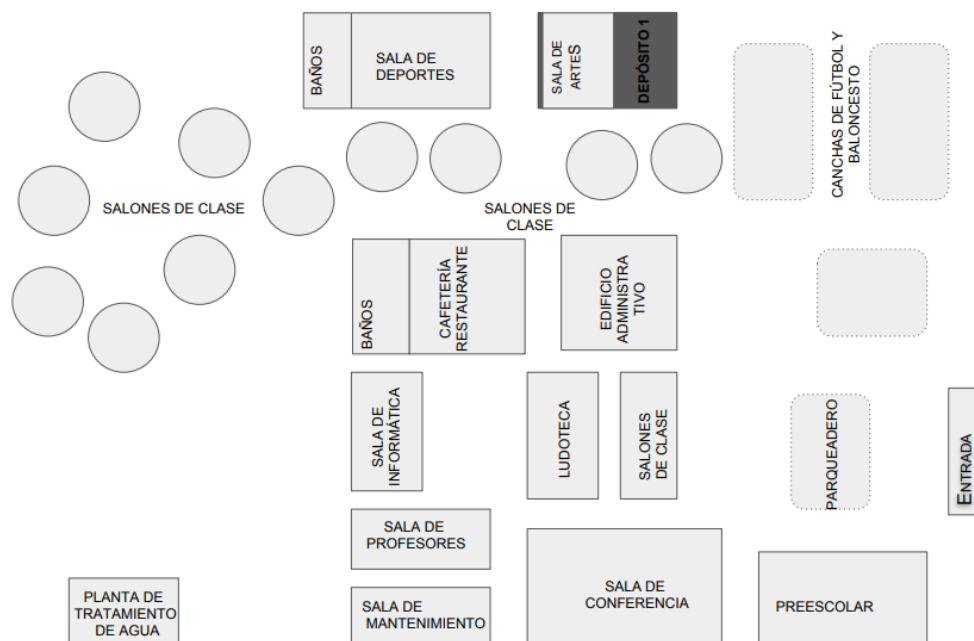 BAÑOS
SALA DE
DEPORTES
SALA DE
ARTES
DEPÓSITO 1
CANCHAS DE FÚTBOL Y
BALONCESTO
SALONES DE CLASE
SALONES DE
CLASE
BAÑOS
CAFETERÍA
RESTAURANTE
EDIFICIO
ADMINISTRA
TIVO
SALA DE
INFORMÁTICA
LUDOTECA
SALONES
DE CLASE
PARQUEADERO
ENTRADA
SALA DE
PROFESORES
PLANTA DE
TRATAMIENTO
DE AGUA
SALA DE
MANTENIMIENTO
SALA DE
CONFERENCIA
PREESCOLAR